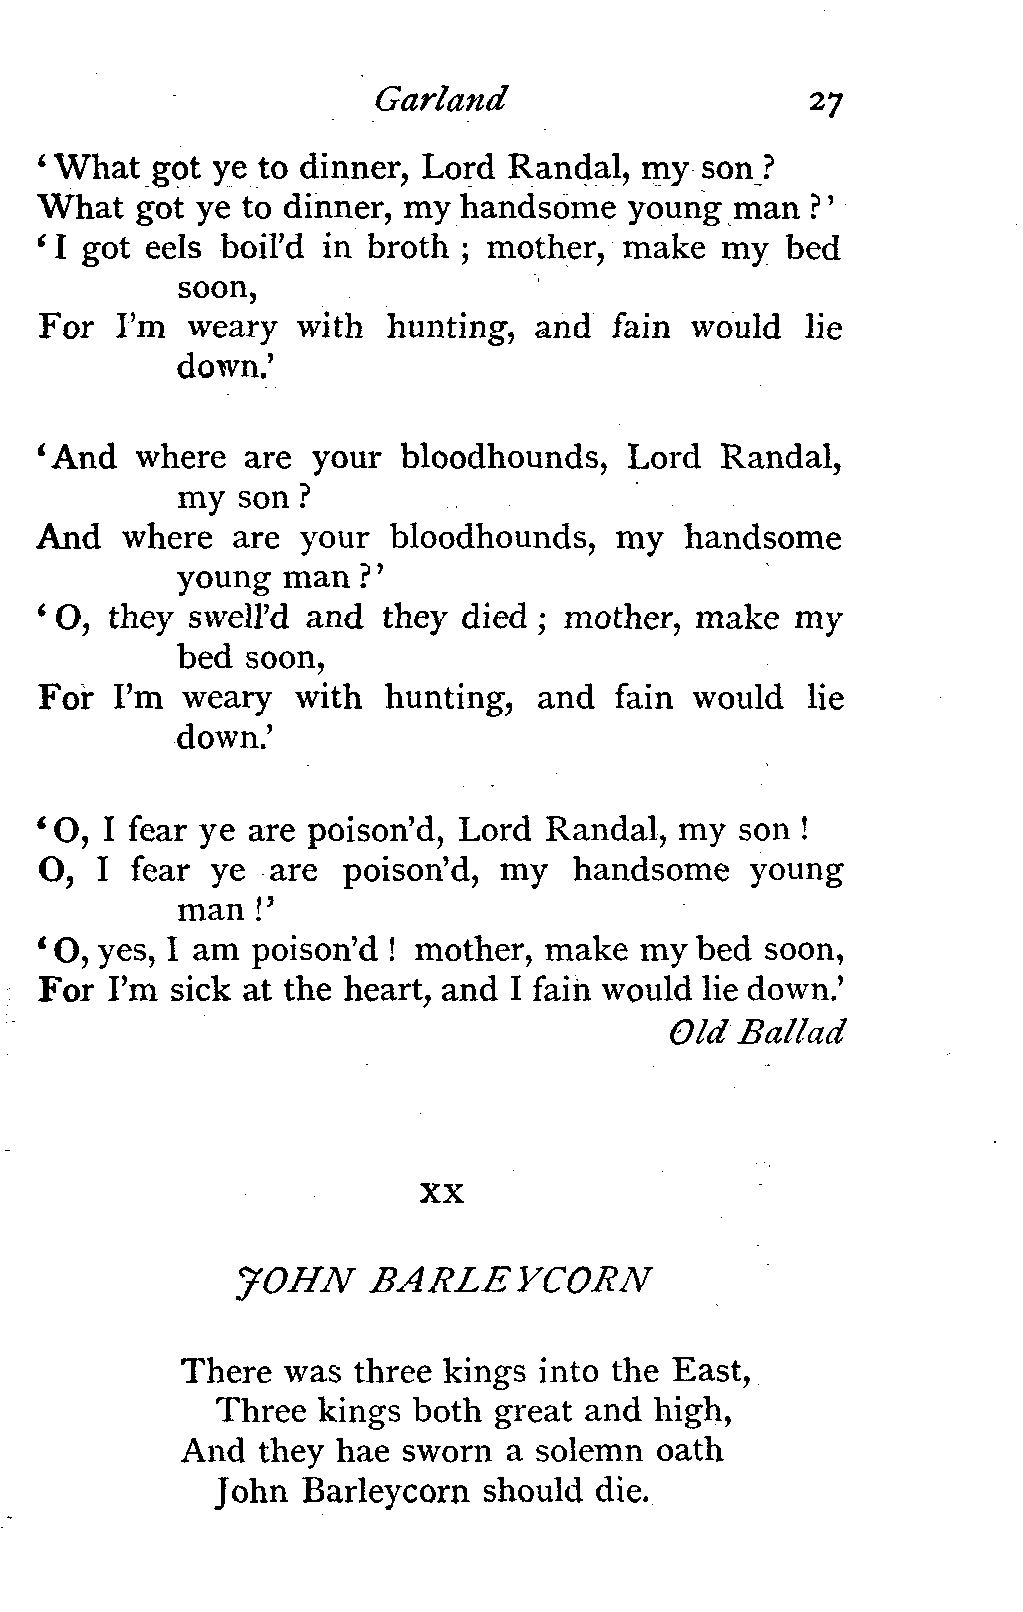 Garland 27
‘What got ye to dinner, Lord Randal, my son?
What got ye to dinner, my handsome young man?’
‘I got eels boil’d in broth; mother, make my bed
soon,
For I’m weary with hunting, and fain would lie
down.’
‘And where are your bloodhounds, Lord Randal,
my son?
And where are your bloodhounds, my handsome
young man?’
‘O, they swell’d and they died; mother, make my
bed soon,
For I’m weary with hunting, and fain would lie
down.’
‘O, I fear ye are poison’d, Lord Randal, my son!
O, I fear ye are poison’d, my handsome young
man!’
‘O, yes, I am poison’d! mother, make my bed soon,
For I’m sick at the heart, and I fain would lie down.’
Old Ballad
XX
JOHN BARLEYCORN
There was three kings into the East,
Three kings both great and high,
And they hae sworn a solemn oath
John Barleycorn should die.